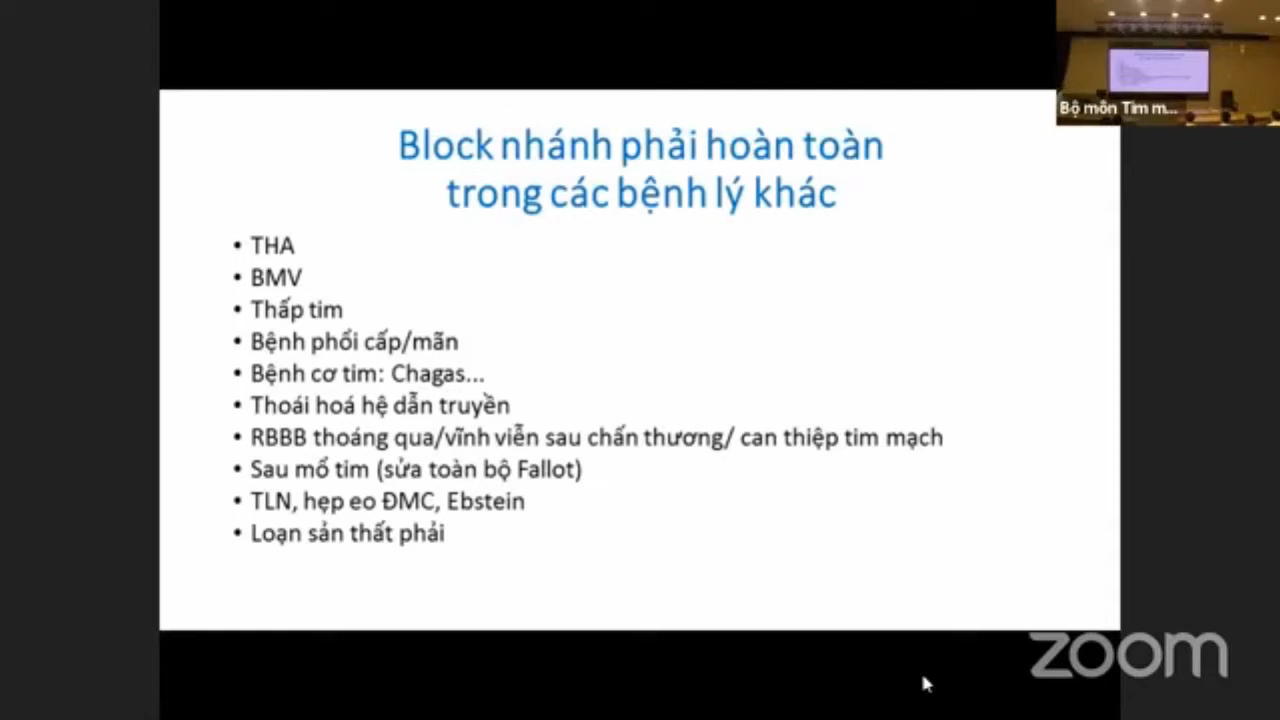 Bộ môn Tim m...
Block nhánh phải hoàn toàn
trong các bệnh lý khác
• THA
• BMV
• Thấp tim
• Bệnh phổi cấp/mãn
• Bệnh cơ tim: Chagas...
• Thoái hoá hệ dẫn truyền
• RBBB thoáng qua/vĩnh viễn sau chấn thương/ can thiệp tim mạch
• Sau mổ tim (sửa toàn bộ Fallot)
• TLN, hẹp eo ĐMC, Ebstein
• Loạn sản thất phải
zoom